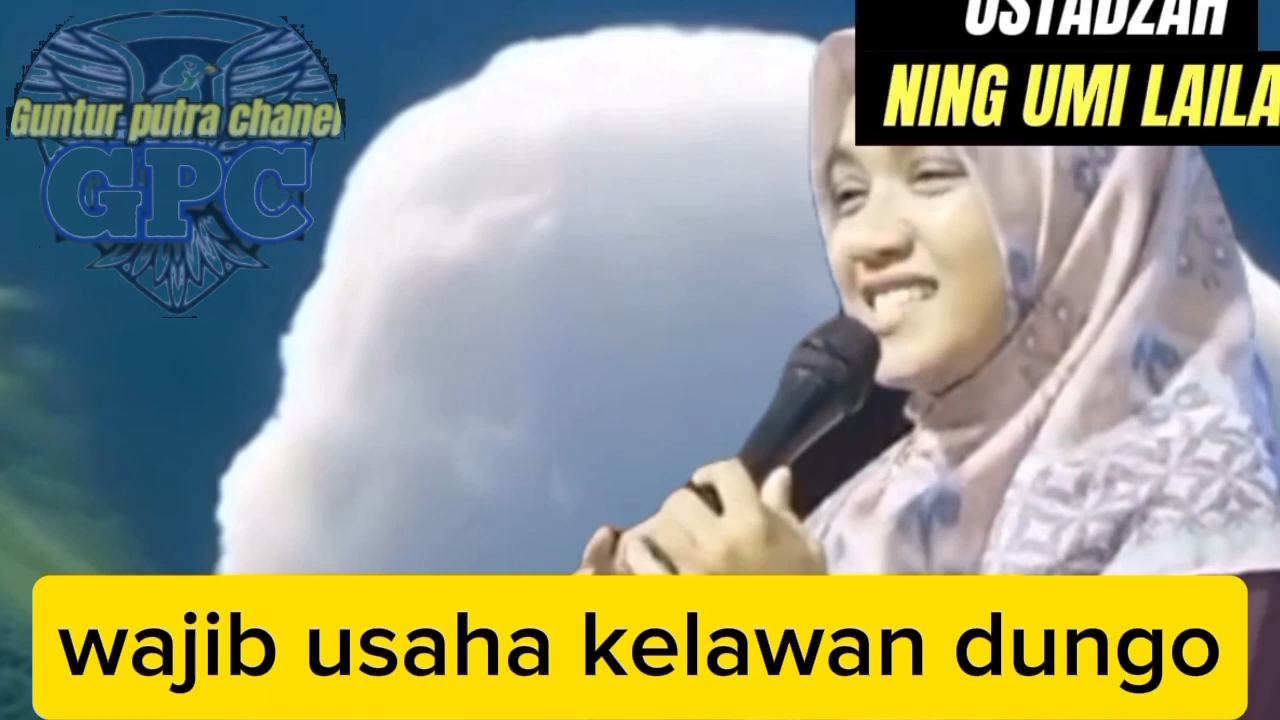 USTADZAH
NING UMI LAILA
Guntur putra chanel
GPC
wajib usaha kelawan dungo